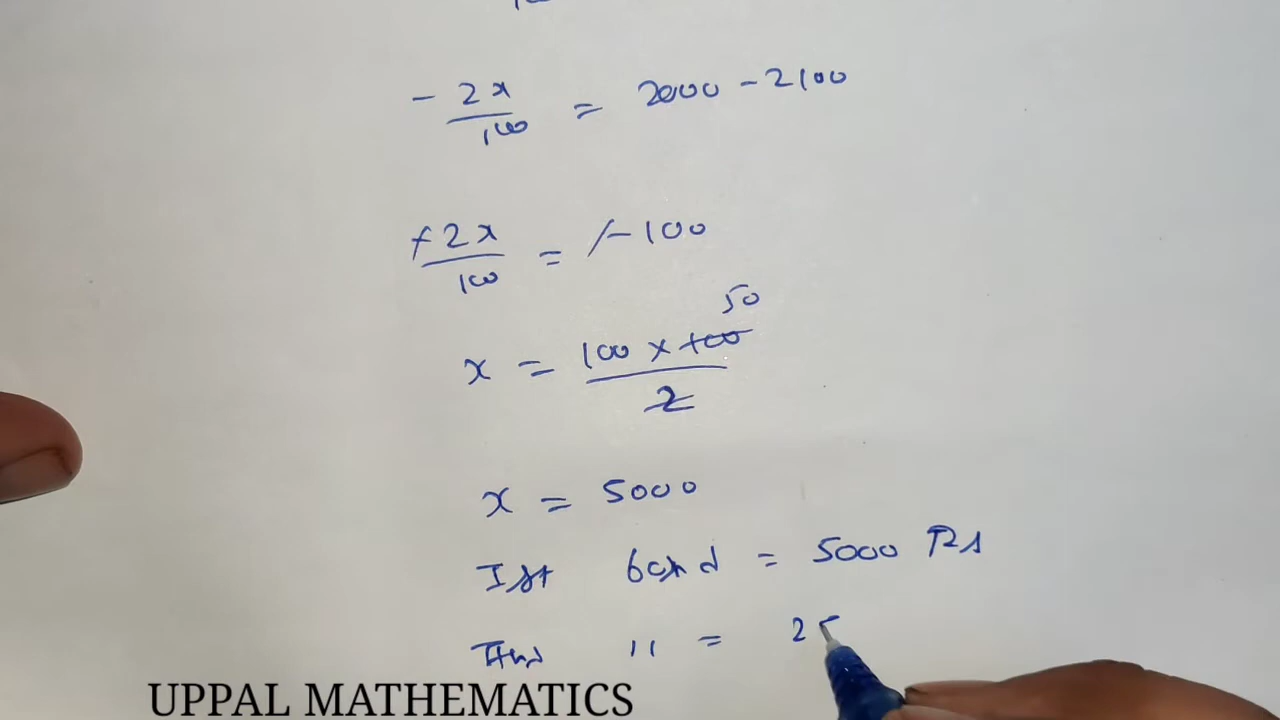 - 2x/100 = 2000 - 2100
+ 2x/100 = - 100
50
x = 100 x 100/2
x = 5000
Ist bond = 5000 Rs
IInd " = 25
UPPAL MATHEMATICS